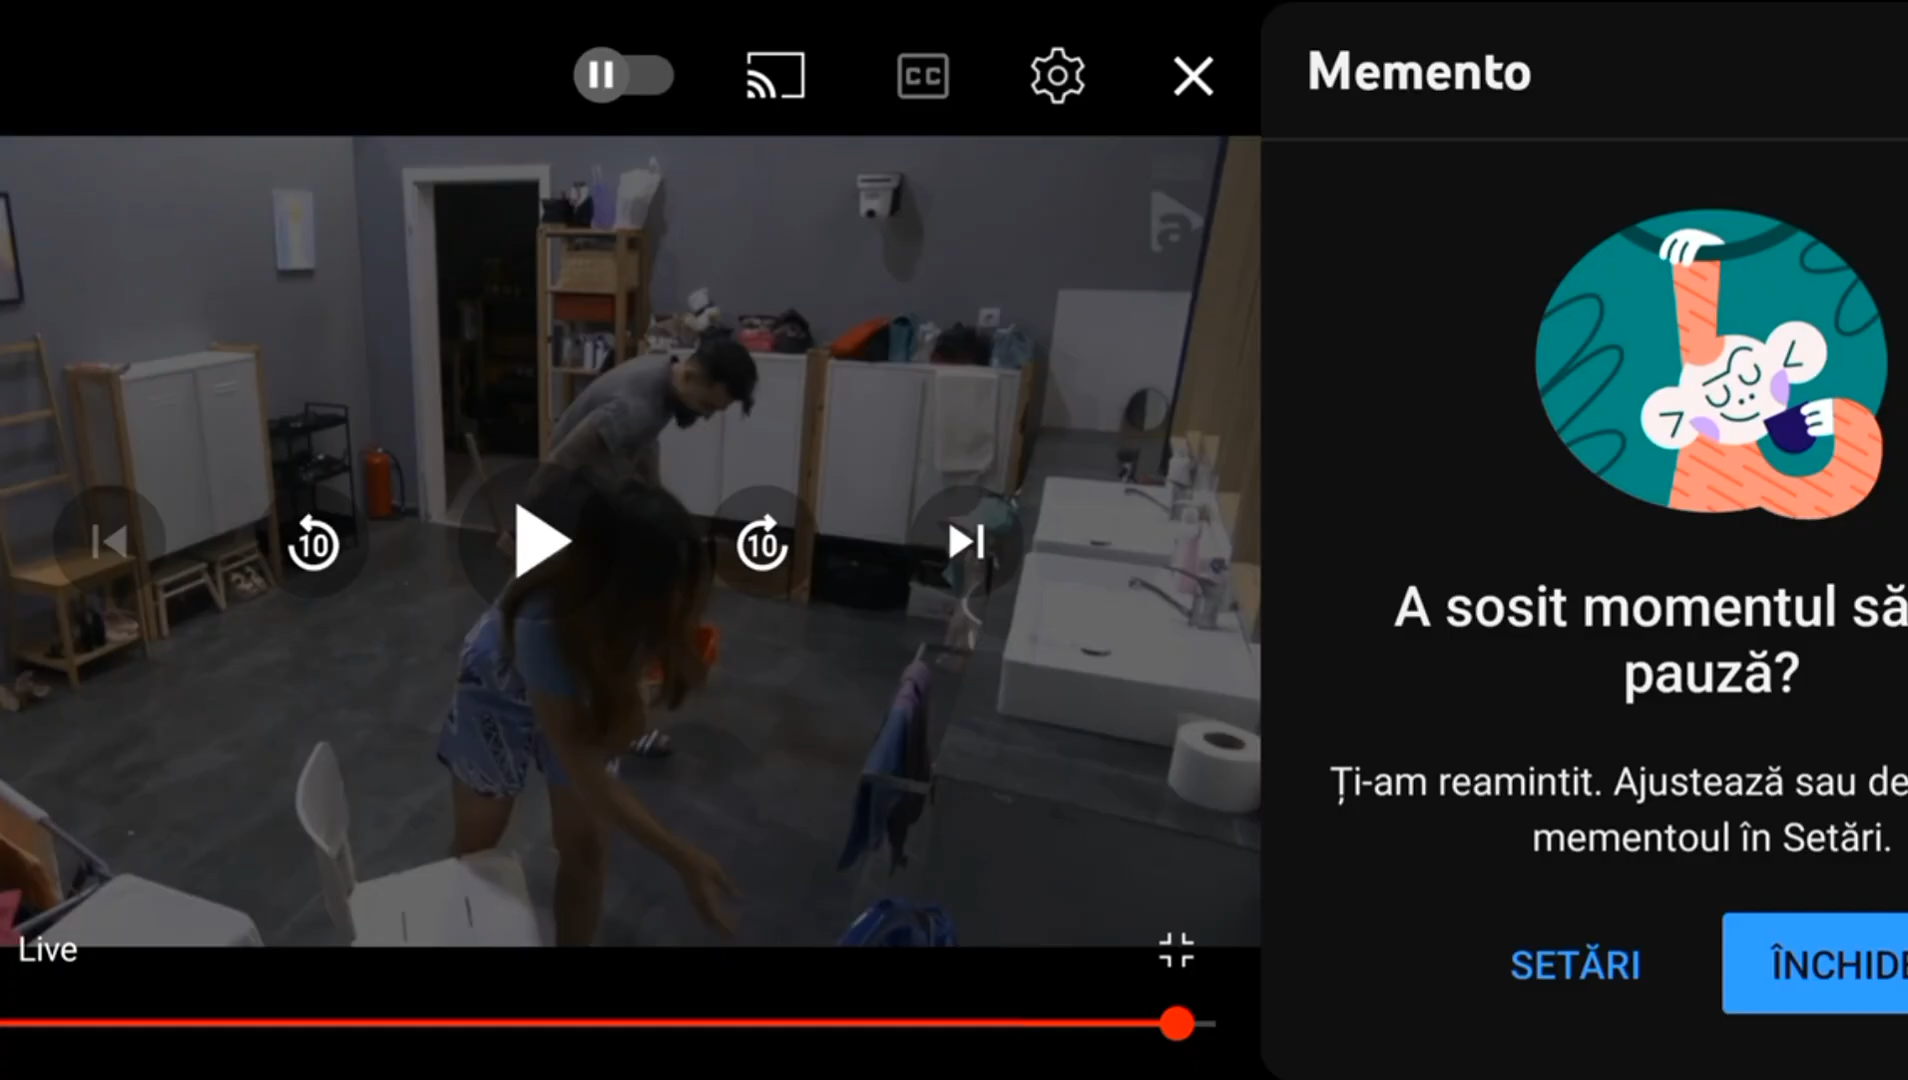 CC
Memento
10
10
A sosit momentul să
pauză?
Ți-am reamintit. Ajustează sau de
mementoul în Setări.
Live
SETĂRI
ÎNCHIDE
a